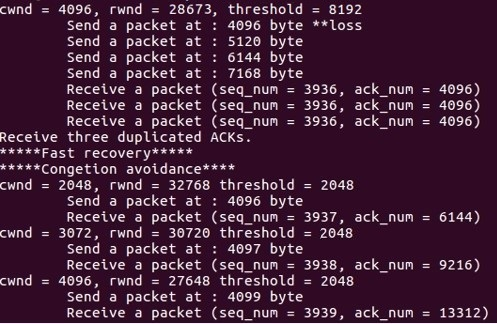 cwnd = 4096, rwnd = 28673, threshold = 8192
Send a packet at : 4096 byte **loss
Send a packet at : 5120 byte
Send a packet at : 6144 byte
Send a packet at : 7168 byte
Receive a packet (seq_num = 3936, ack_num = 4096)
Receive a packet (seq_num = 3936, ack_num = 4096)
Receive a packet (seq_num = 3936, ack_num = 4096)
Receive three duplicated ACKs.
*****Fast recovery*****
*****Congetion avoidance****
cwnd = 2048, rwnd = 32768 threshold = 2048
Send a packet at : 4096 byte
Receive a packet (seq_num = 3937, ack_num = 6144)
cwnd = 3072, rwnd = 30720 threshold = 2048
Send a packet at : 4097 byte
Receive a packet (seq_num = 3938, ack_num = 9216)
cwnd = 4096, rwnd = 27648 threshold = 2048
Send a packet at : 4099 byte
Receive a packet (seq_num = 3939, ack_num = 13312)